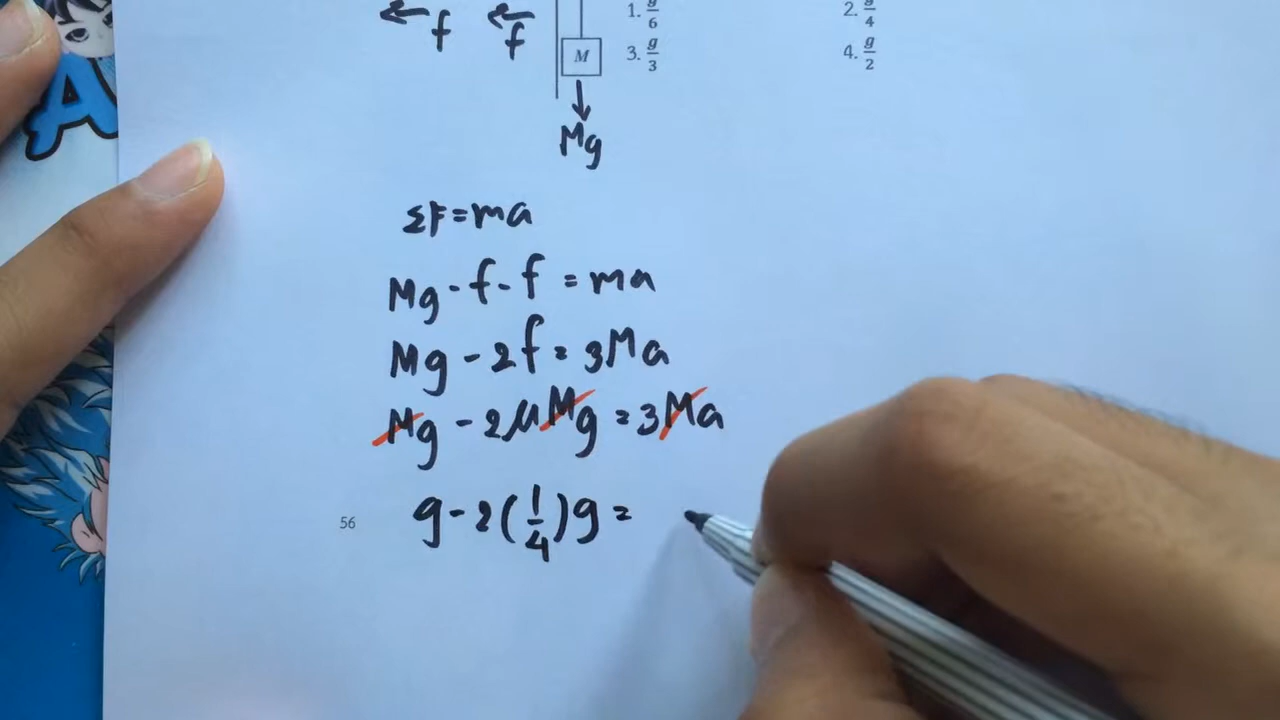 f f
1. g/6 2. g/4
M 3. g/3 4. g/2
Mg
A
ΣF=ma
Mg-f-f=ma
Mg-2f=3Ma
Mg-2μMg=3Ma
56 g-2(1/4)g=